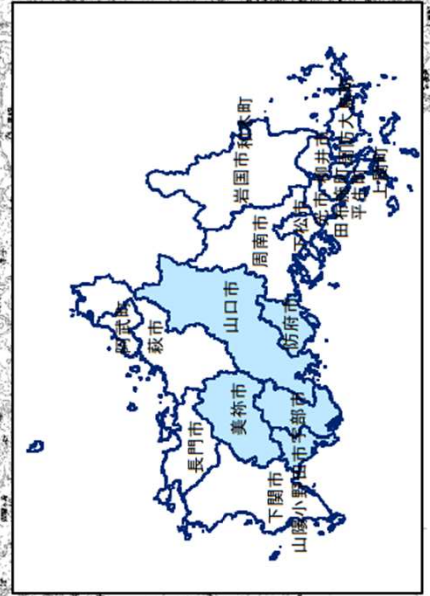 阿武町
萩市
長門市
美祢市
山口市
下関市
山陽小野田市
宇部市
防府市
周南市
岩国市
和木町
下松市
光市
柳井市
周防大島町
田布施町
平生町
上関町